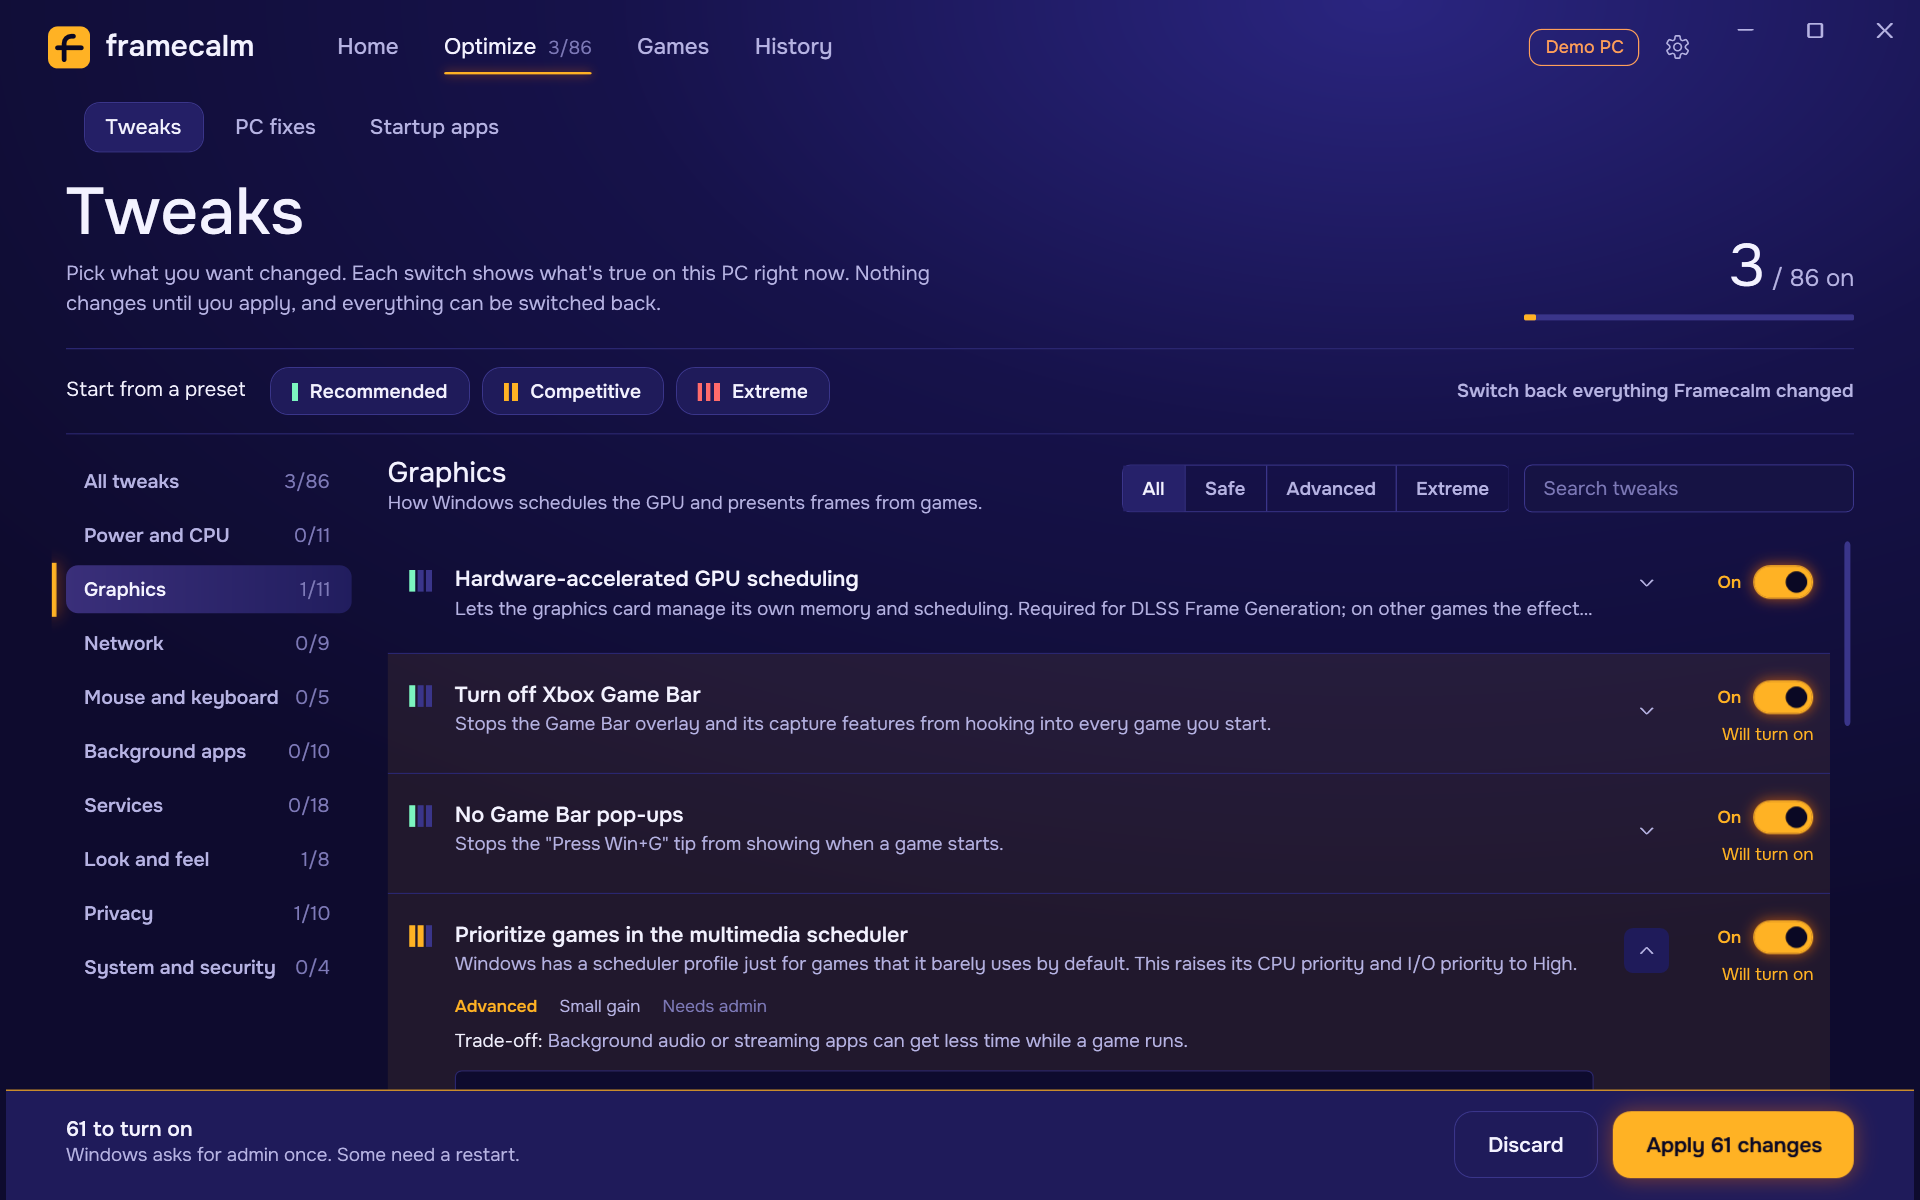 framecalm
Home
Optimize 3/86
Games
History
Demo PC
Tweaks
PC fixes
Startup apps
Tweaks
Pick what you want changed. Each switch shows what's true on this PC right now. Nothing
changes until you apply, and everything can be switched back.
3 / 86 on
Start from a preset
Recommended
Competitive
Extreme
Switch back everything Framecalm changed
All tweaks 3/86
Power and CPU 0/11
Graphics 1/11
Network 0/9
Mouse and keyboard 0/5
Background apps 0/10
Services 0/18
Look and feel 1/8
Privacy 1/10
System and security 0/4
Graphics
How Windows schedules the GPU and presents frames from games.
All
Safe
Advanced
Extreme
Search tweaks
Hardware-accelerated GPU scheduling
Lets the graphics card manage its own memory and scheduling. Required for DLSS Frame Generation; on other games the effect...
On
Turn off Xbox Game Bar
Stops the Game Bar overlay and its capture features from hooking into every game you start.
On
Will turn on
No Game Bar pop-ups
Stops the "Press Win+G" tip from showing when a game starts.
On
Will turn on
Prioritize games in the multimedia scheduler
Windows has a scheduler profile just for games that it barely uses by default. This raises its CPU priority and I/O priority to High.
On
Will turn on
Advanced Small gain Needs admin
Trade-off: Background audio or streaming apps can get less time while a game runs.
61 to turn on
Windows asks for admin once. Some need a restart.
Discard
Apply 61 changes